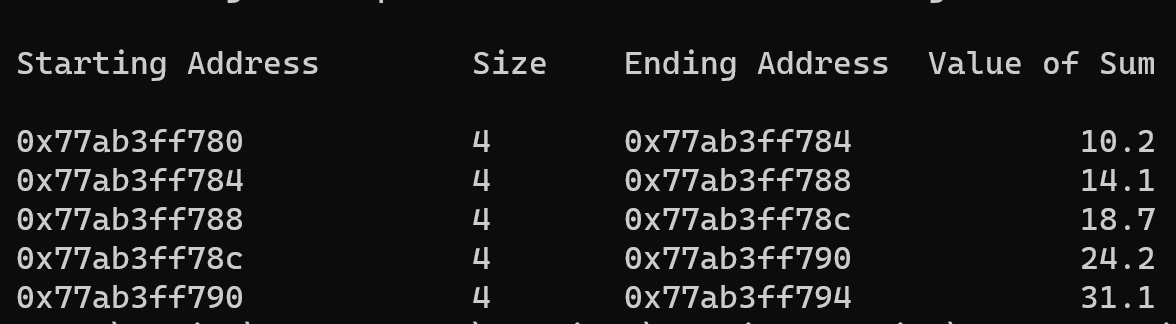 Starting Address Size Ending Address Value of Sum
0x77ab3ff780 4 0x77ab3ff784 10.2
0x77ab3ff784 4 0x77ab3ff788 14.1
0x77ab3ff788 4 0x77ab3ff78c 18.7
0x77ab3ff78c 4 0x77ab3ff790 24.2
0x77ab3ff790 4 0x77ab3ff794 31.1